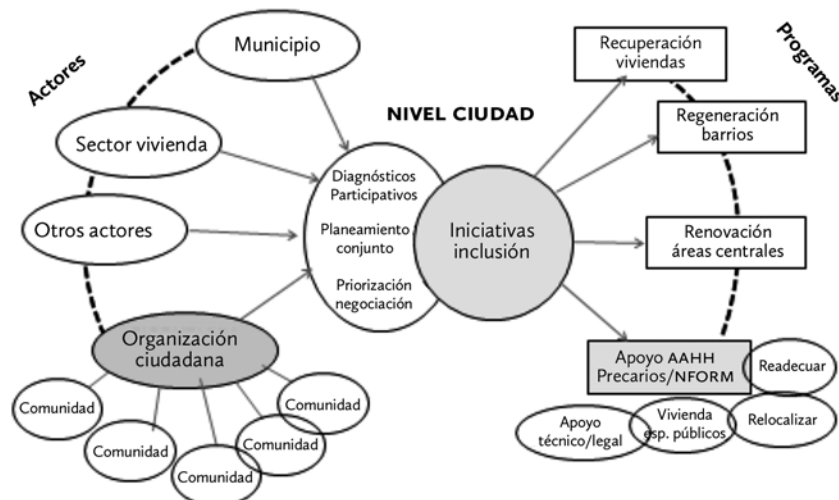 Actores
Municipio
Sector vivienda
Otros actores
Organización
ciudadana
Comunidad
Comunidad
Comunidad
Comunidad
Comunidad
NIVEL CIUDAD
Diagnósticos
Participativos
Planeamiento
conjunto
Priorización
negociación
Iniciativas
inclusión
Programas
Recuperación
viviendas
Regeneración
barrios
Renovación
áreas centrales
Apoyo AAHH
Precarios/NFORM
Readecuar
Relocalizar
Vivienda
esp. públicos
Apoyo
técnico/legal